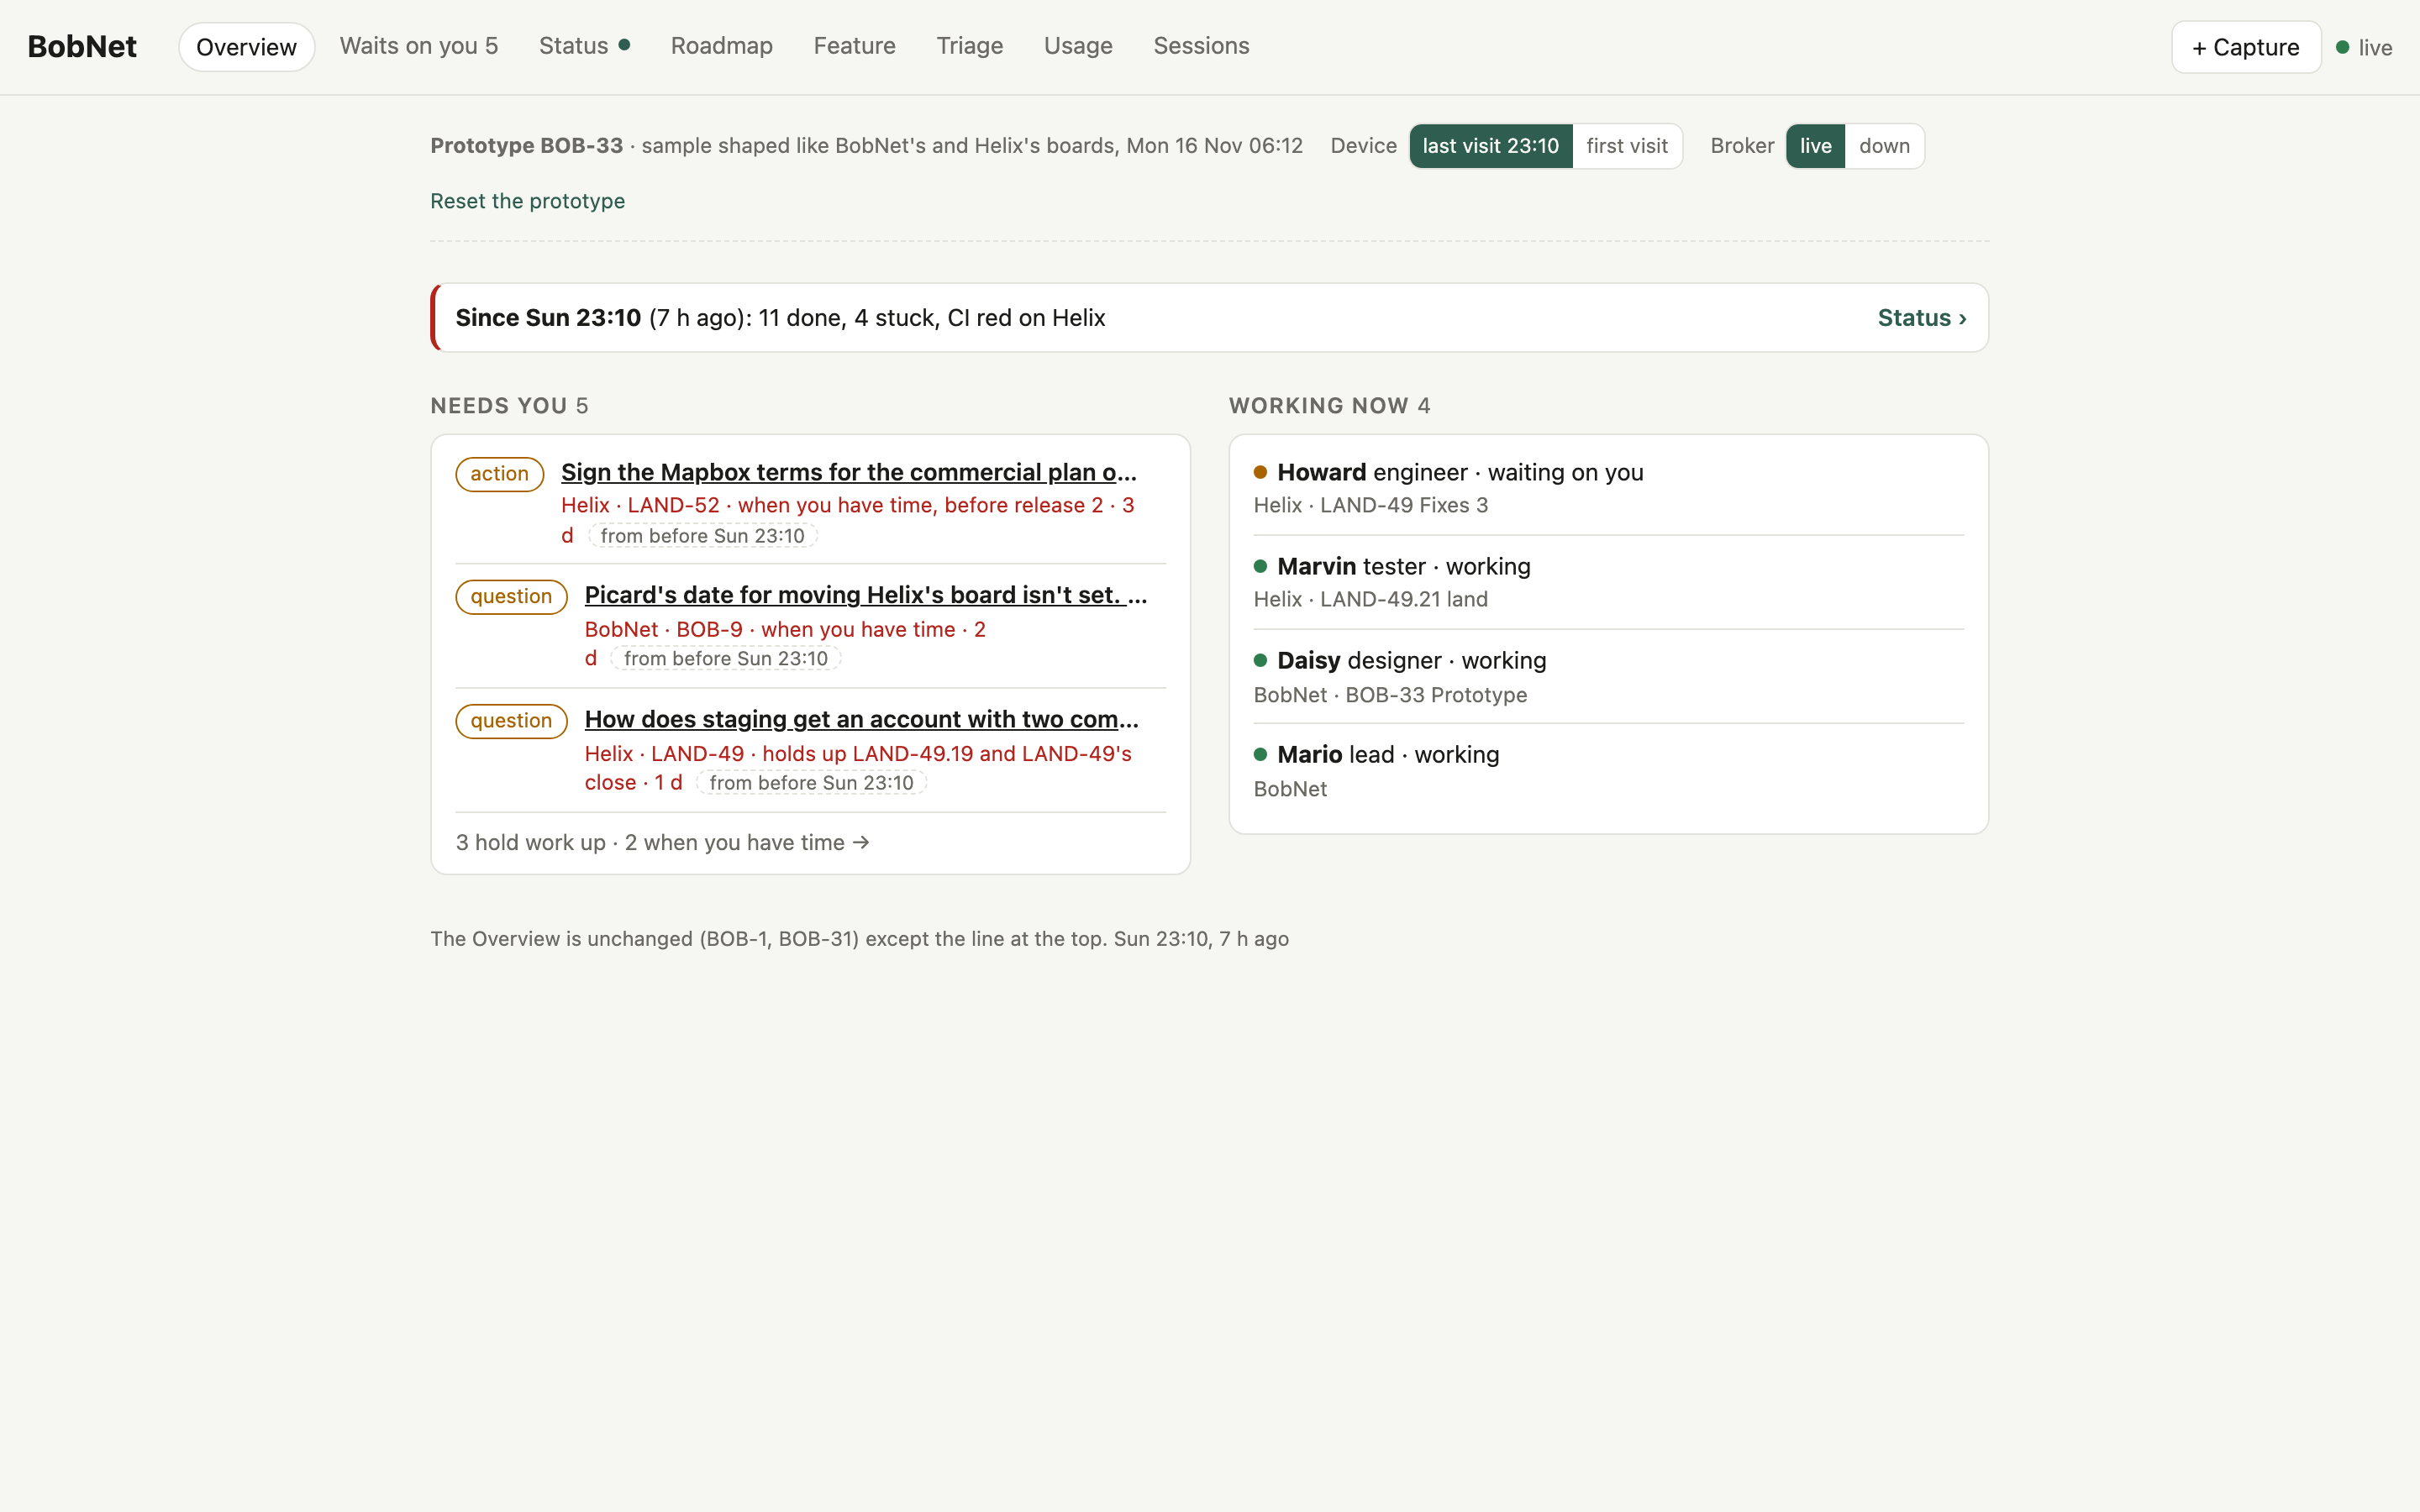 BobNet
Overview
Waits on you 5
Status
Roadmap
Feature
Triage
Usage
Sessions
+ Capture
live
Prototype BOB-33 · sample shaped like BobNet's and Helix's boards, Mon 16 Nov 06:12
Device
last visit 23:10
first visit
Broker
live
down
Reset the prototype
Since Sun 23:10 (7 h ago): 11 done, 4 stuck, CI red on Helix
Status ›
NEEDS YOU 5
action
Sign the Mapbox terms for the commercial plan o...
Helix · LAND-52 · when you have time, before release 2 · 3
d from before Sun 23:10
question
Picard's date for moving Helix's board isn't set. ...
BobNet · BOB-9 · when you have time · 2
d from before Sun 23:10
question
How does staging get an account with two com...
Helix · LAND-49 · holds up LAND-49.19 and LAND-49's
close · 1 d from before Sun 23:10
3 hold work up · 2 when you have time →
WORKING NOW 4
Howard engineer · waiting on you
Helix · LAND-49 Fixes 3
Marvin tester · working
Helix · LAND-49.21 land
Daisy designer · working
BobNet · BOB-33 Prototype
Mario lead · working
BobNet
The Overview is unchanged (BOB-1, BOB-31) except the line at the top. Sun 23:10, 7 h ago